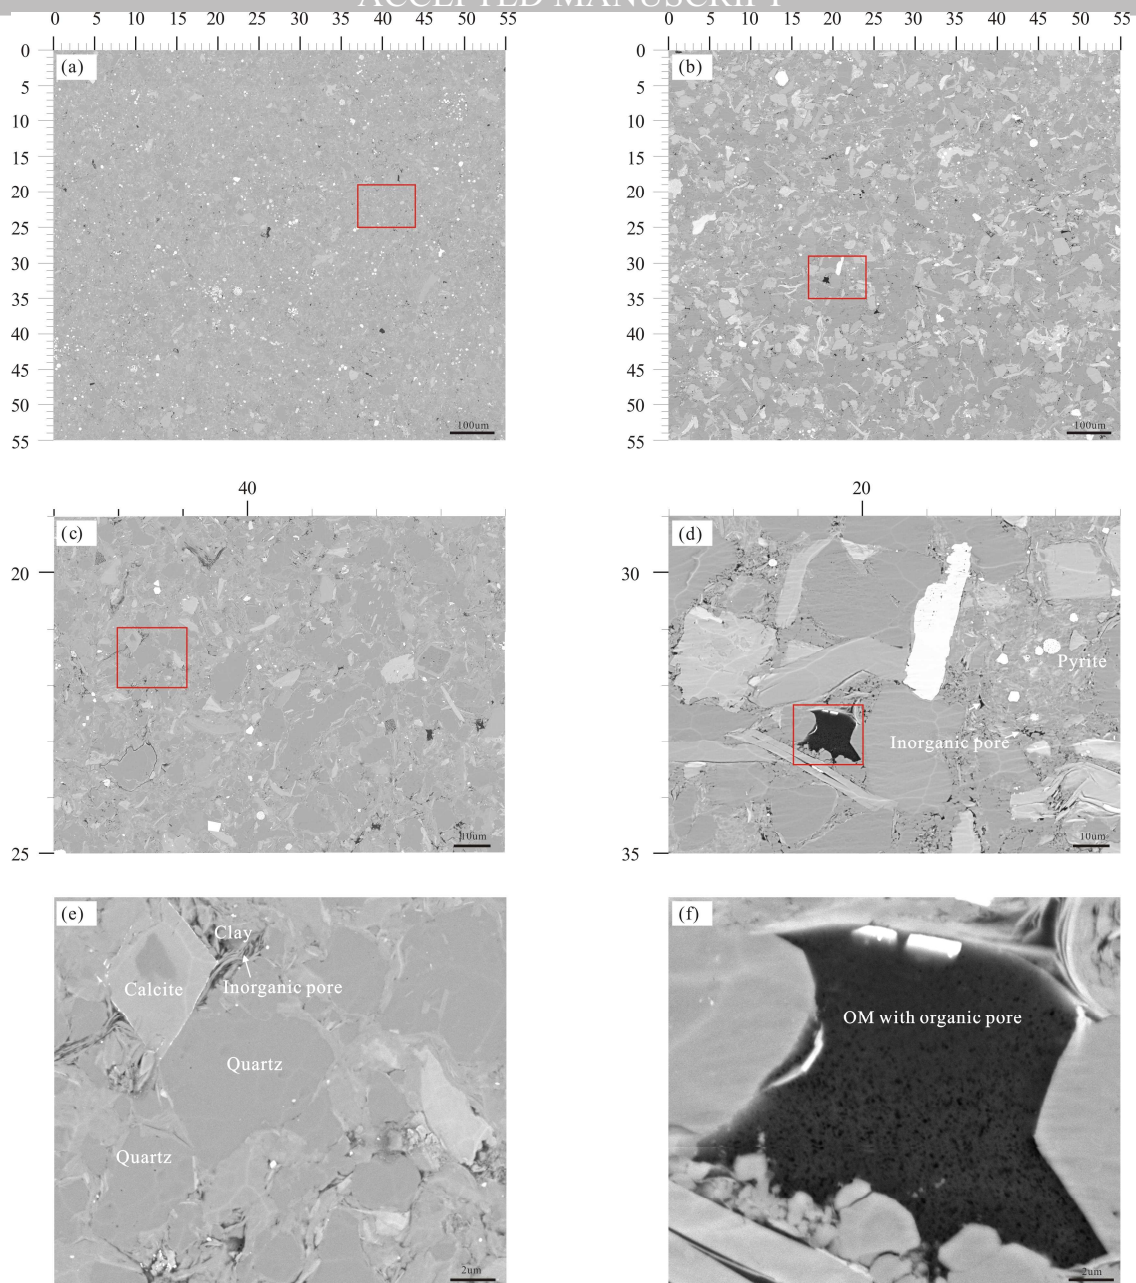 ACCEPTED MANUSCRIPT
0 5 10 15 20 25 30 35 40 45 50 55
0 5 10 15 20 25 30 35 40 45 50 55
(a)
0
5
10
15
20
25
30
35
40
45
50
55
100um
(b)
0
5
10
15
20
25
30
35
40
45
50
55
100um
40
(c)
20
25
10um
20
(d)
30
35
Pyrite
Inorganic pore
10um
(e)
Clay
Calcite
Inorganic pore
Quartz
Quartz
2um
(f)
OM with organic pore
2um